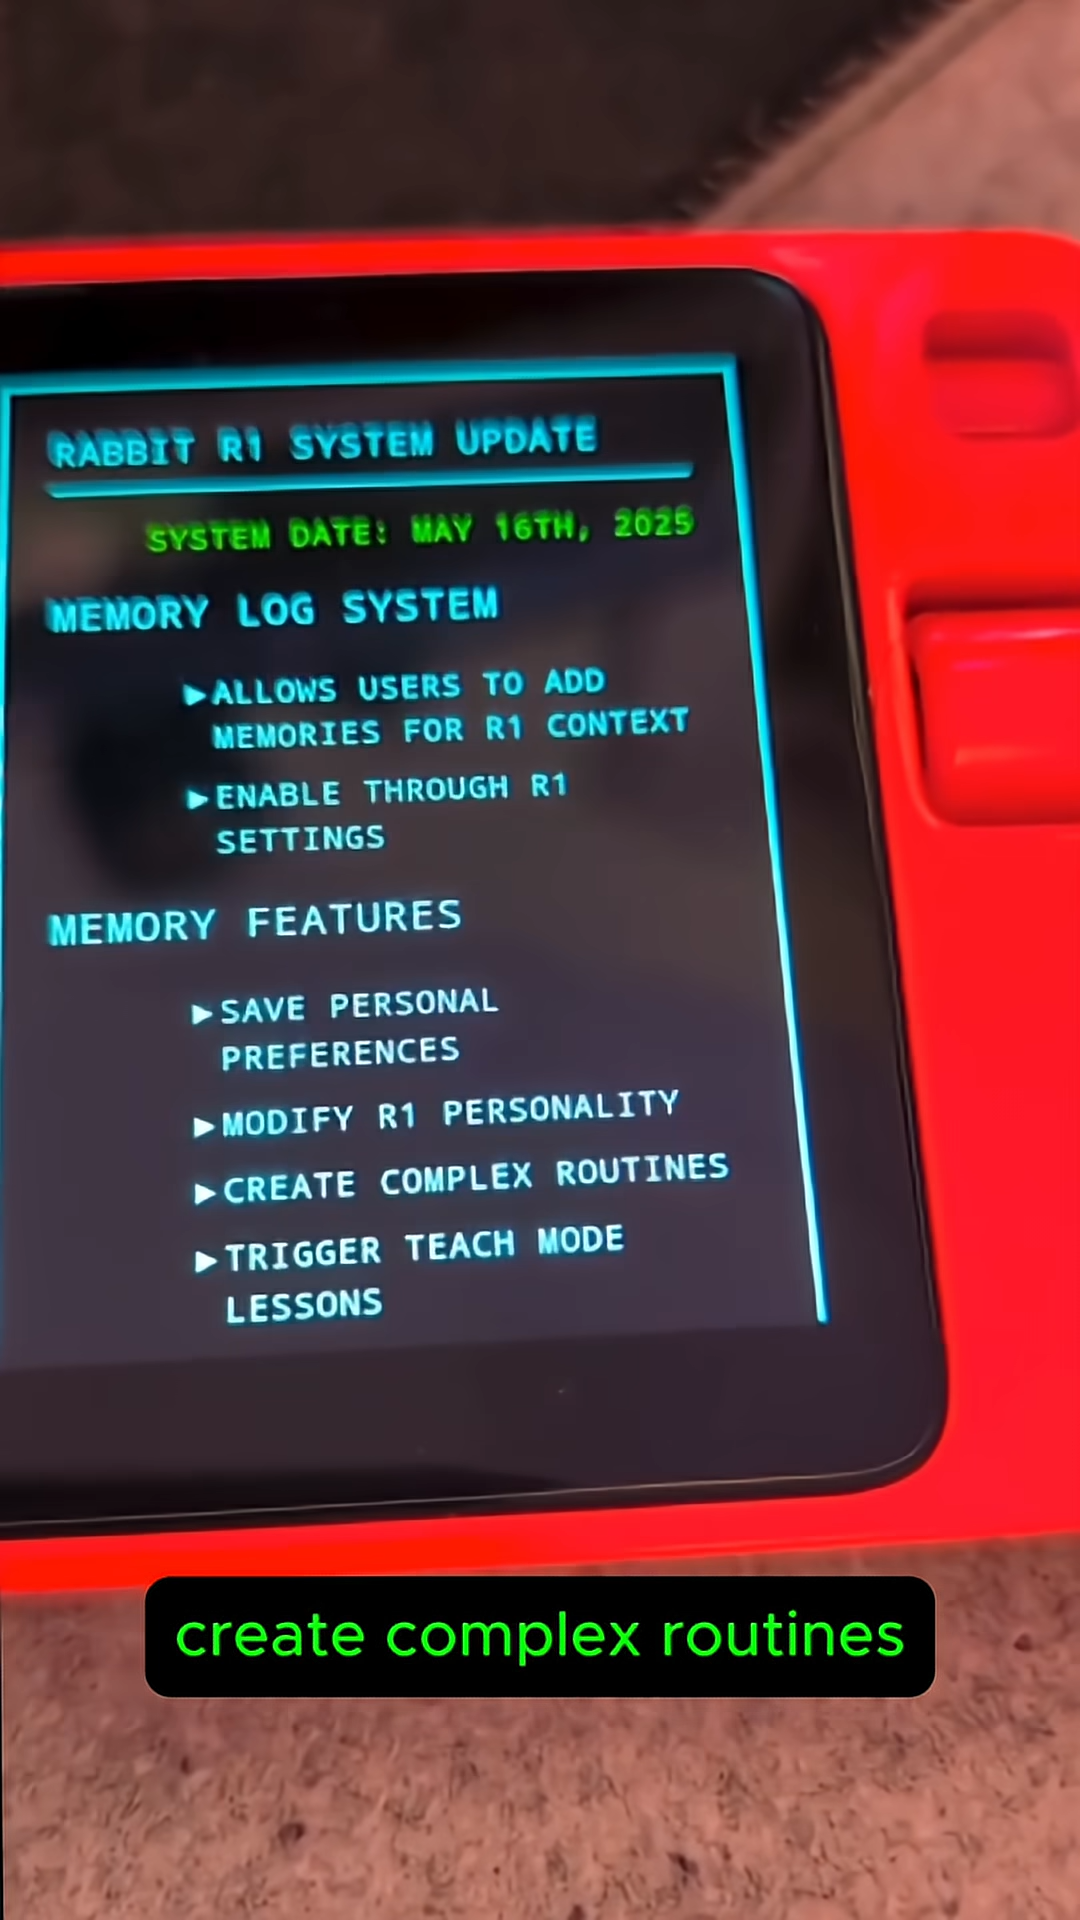 RABBIT R1 SYSTEM UPDATE
SYSTEM DATE: MAY 16TH, 2025
MEMORY LOG SYSTEM
►ALLOWS USERS TO ADD
MEMORIES FOR R1 CONTEXT
►ENABLE THROUGH R1
SETTINGS
MEMORY FEATURES
►SAVE PERSONAL
PREFERENCES
►MODIFY R1 PERSONALITY
►CREATE COMPLEX ROUTINES
►TRIGGER TEACH MODE
LESSONS
create complex routines